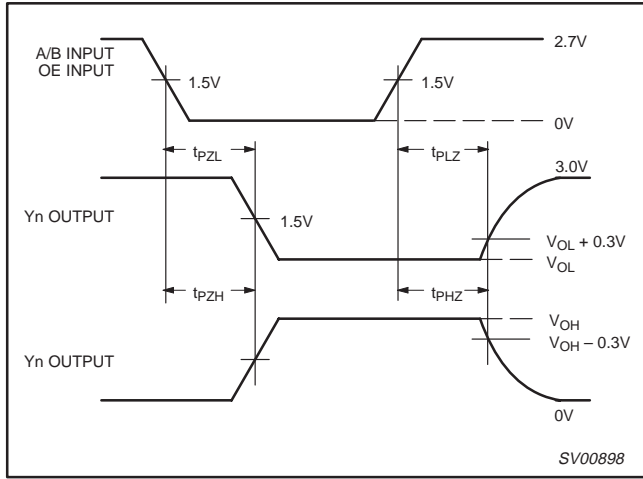 A/B INPUT
OE INPUT
2.7V
1.5V
1.5V
0V
tPZL
tPLZ
3.0V
Yn OUTPUT
1.5V
VOL + 0.3V
VOL
tPZH
tPHZ
VOH
VOH – 0.3V
Yn OUTPUT
0V
SV00898